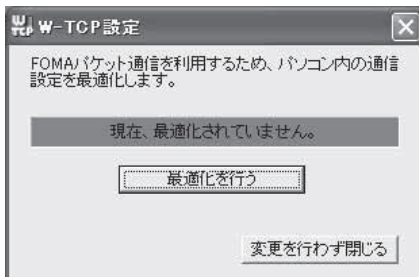 W-TCP W-TCP設定
FOMAパケット通信を利用するため、パソコン内の通信
設定を最適化します。
現在、最適化されていません。
最適化を行う
変更を行わず閉じる